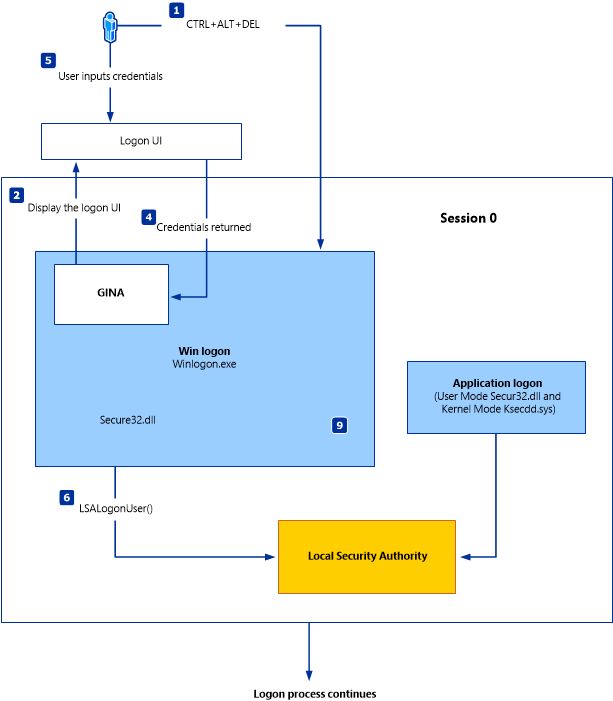 1
CTRL+ALT+DEL
5
User inputs credentials
Logon UI
2
Display the logon UI
4
Credentials returned
Session 0
GINA
Win logon
Winlogon.exe
Secure32.dll
9
Application logon
(User Mode Secur32.dll and
Kernel Mode Ksecdd.sys)
6
LSALogonUser()
Local Security Authority
Logon process continues